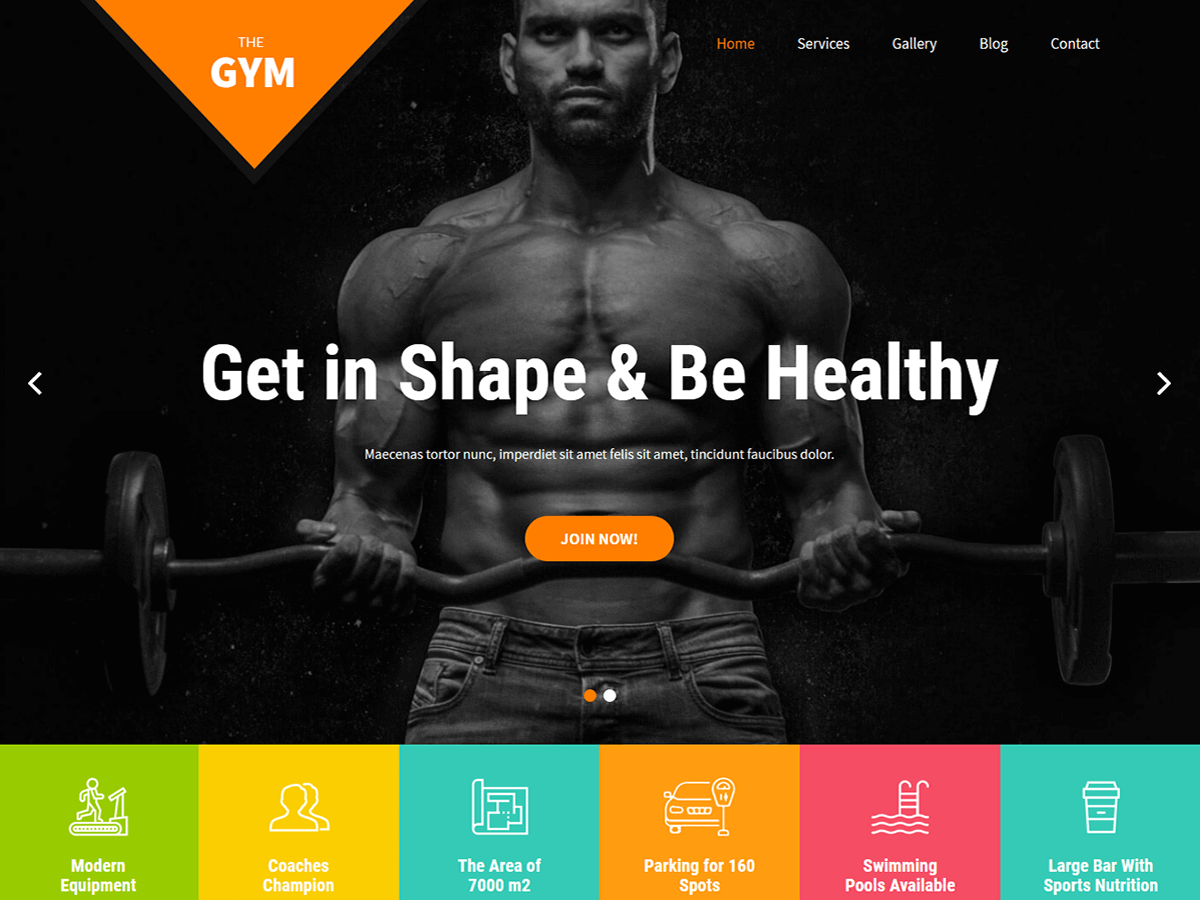 THE
GYM
Home Services Gallery Blog Contact
Get in Shape & Be Healthy
Maecenas tortor nunc, imperdiet sit amet felis sit amet, tincidunt faucibus dolor.
JOIN NOW!
Modern
Equipment
Coaches
Champion
The Area of
7000 m2
Parking for 160
Spots
Swimming
Pools Available
Large Bar With
Sports Nutrition